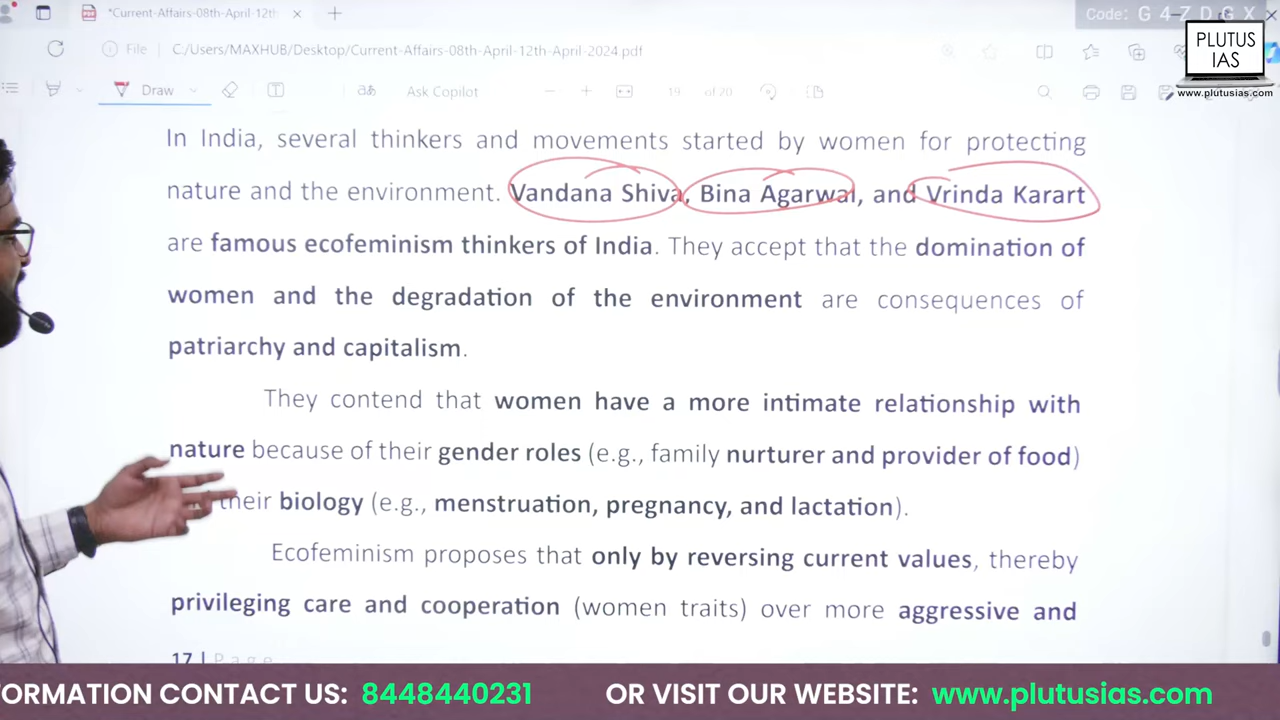 *Current-Affairs-08th-April-12th
Code: G 4 Z D G X
File
C:/Users/MAXHUB/Desktop/Current-Affairs-08th-April-12th-April-2024 pdf
PLUTUS
IAS
www.plutusias.com
Draw
Ask Copilot
19 of 20
In India, several thinkers and movements started by women for protecting
nature and the environment. Vandana Shiva, Bina Agarwal, and Vrinda Karart
are famous ecofeminism thinkers of India. They accept that the domination of
women and the degradation of the environment are consequences of
patriarchy and capitalism.
They contend that women have a more intimate relationship with
nature because of their gender roles (e.g., family nurturer and provider of food)
their biology (e.g., menstruation, pregnancy, and lactation).
Ecofeminism proposes that only by reversing current values, thereby
privileging care and cooperation (women traits) over more aggressive and
17 | Page
ORMATION CONTACT US: 8448440231 OR VISIT OUR WEBSITE: www.plutusias.com